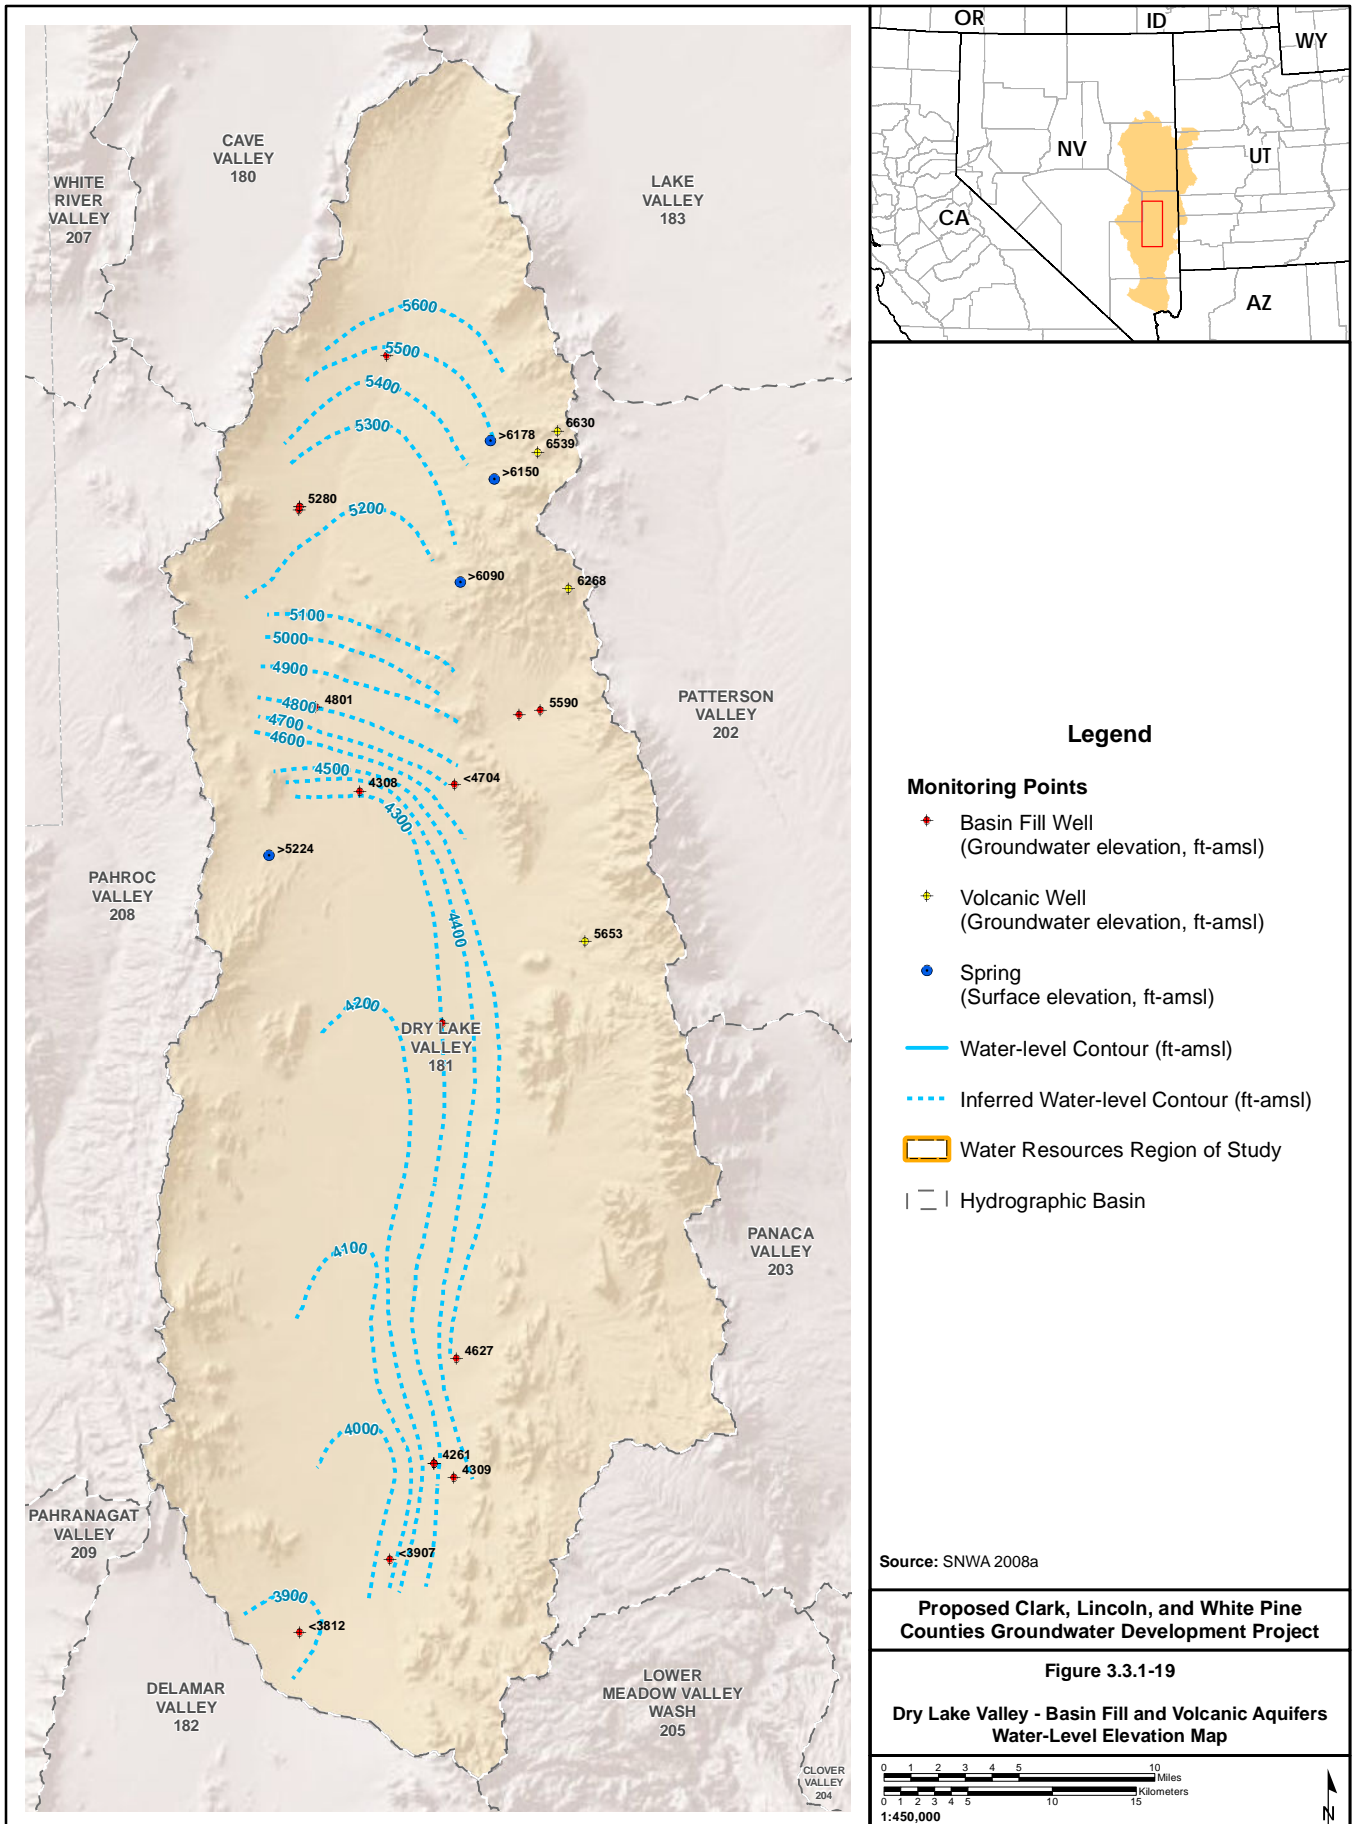 CAVE
VALLEY
180
WHITE
RIVER
VALLEY
207
LAKE
VALLEY
183
5600
5500
5400
5300
>6178
6630
6539
>6150
5280
5200
>6090
6268
5100
5000
4900
4800
4801
4700
4600
5590
PATTERSON
VALLEY
202
4500
4308
<4704
4300
>5224
PAHROC
VALLEY
208
4400
5653
4200
DRY LAKE
VALLEY
181
4100
PANACA
VALLEY
203
4627
4000
4261
4309
PAHRANAGAT
VALLEY
209
<3907
3900
<3812
DELAMAR
VALLEY
182
LOWER
MEADOW VALLEY
WASH
205
CLOVER
VALLEY
204
OR
ID
WY
NV
UT
CA
AZ
Legend
Monitoring Points
Basin Fill Well
(Groundwater elevation, ft-amsl)
Volcanic Well
(Groundwater elevation, ft-amsl)
Spring
(Surface elevation, ft-amsl)
Water-level Contour (ft-amsl)
Inferred Water-level Contour (ft-amsl)
Water Resources Region of Study
Hydrographic Basin
Source: SNWA 2008a
Proposed Clark, Lincoln, and White Pine
Counties Groundwater Development Project
Figure 3.3.1-19
Dry Lake Valley - Basin Fill and Volcanic Aquifers
Water-Level Elevation Map
0 1 2 3 4 5 10
Miles
Kilometers
0 1 2 3 4 5 10 15
1:450,000
N